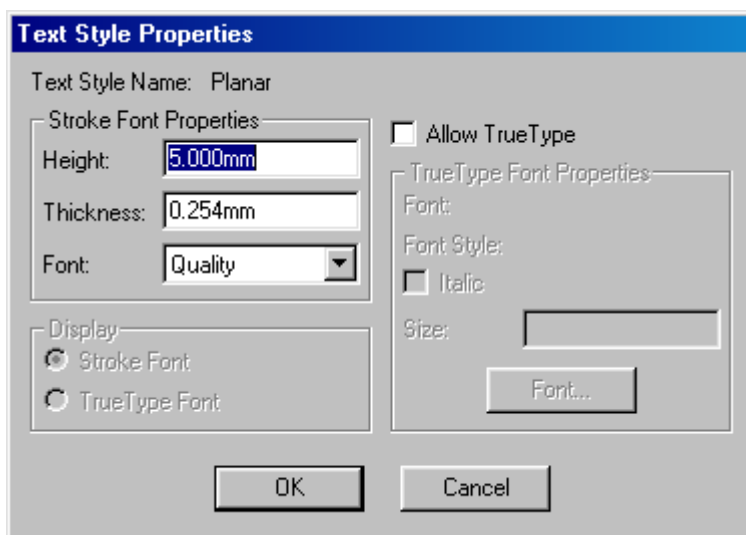 Text Style Properties
Text Style Name: Planar
Stroke Font Properties
Height: 5.000mm
Thickness: 0.254mm
Font: Quality
Display
Stroke Font
TrueType Font
Allow TrueType
TrueType Font Properties
Font:
Font Style:
Italic
Size:
Font...
OK
Cancel